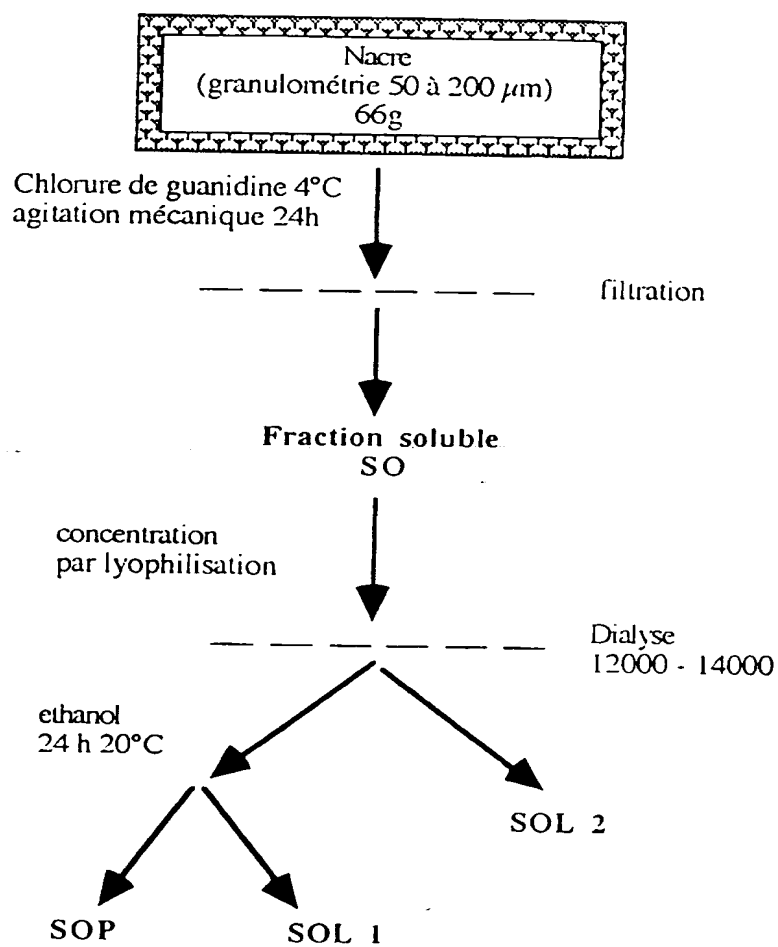 Nacre
(granulométrie 50 à 200 μm)
66g
Chlorure de guanidine 4°C
agitation mécanique 24h
filtration
Fraction soluble
SO
concentration
par lyophilisation
Dialyse
12000 - 14000
ethanol
24 h 20°C
SOL 2
SOP
SOL 1